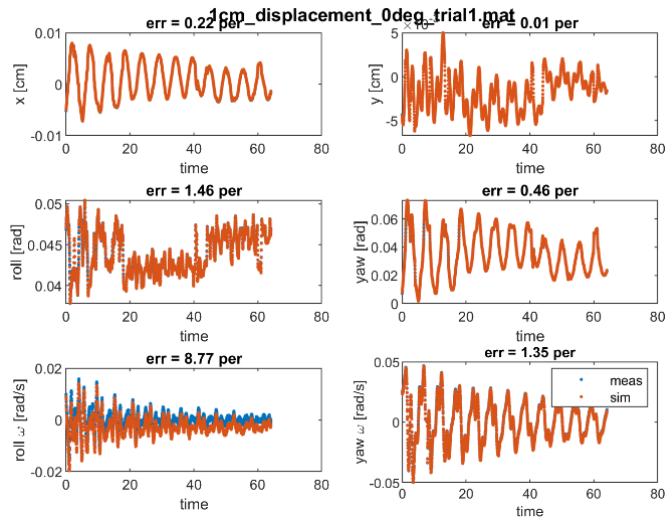 1cm_displacement_0deg_trial1.mat
err = 0.22 per
0.01
0
-0.01
x [cm]
0 20 40 60 80
time
err = 0.01 per
5
0
-5
y [cm]
0 20 40 60 80
time
err = 1.46 per
0.05
0.045
0.04
roll [rad]
0 20 40 60 80
time
err = 0.46 per
0.06
0.04
0.02
0
yaw [rad]
0 20 40 60 80
time
err = 8.77 per
0.02
0
-0.02
roll ω [rad/s]
0 20 40 60 80
time
err = 1.35 per
0.05
0
-0.05
yaw ω [rad/s]
meas
sim
0 20 40 60 80
time